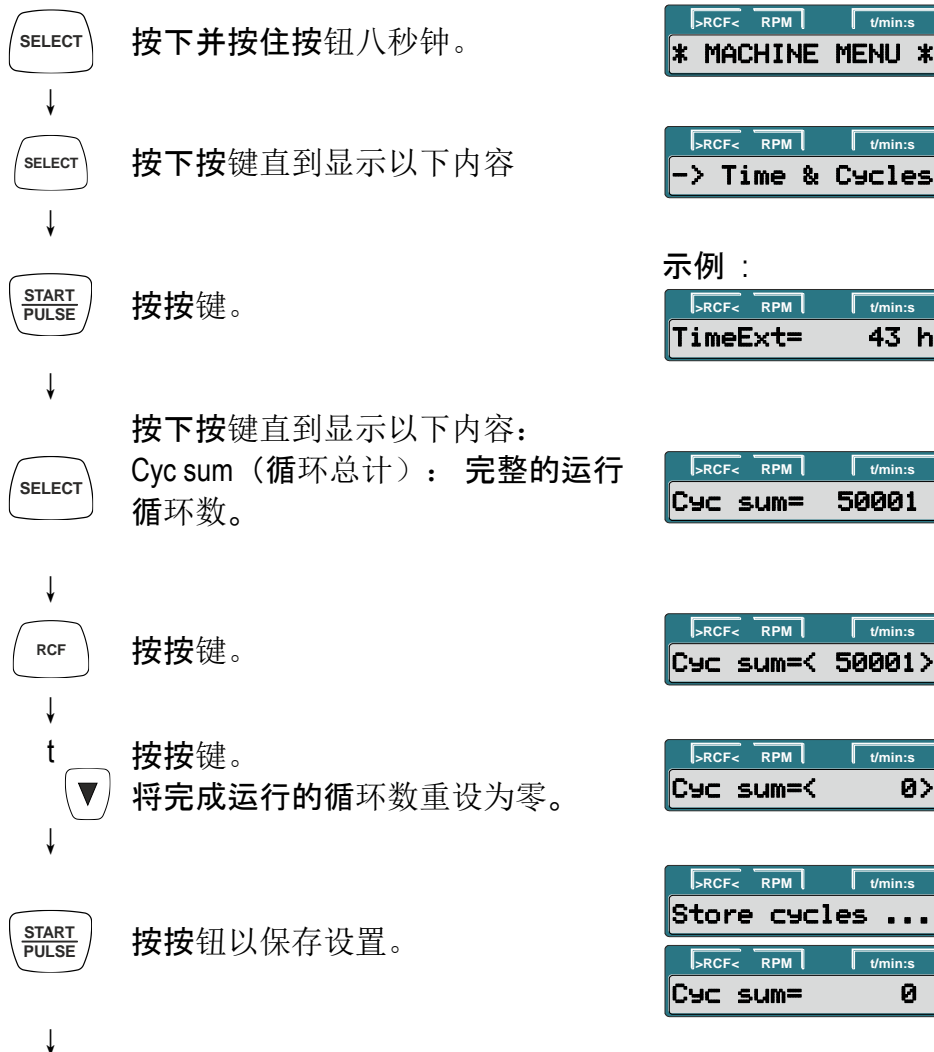 SELECT
按下并按住按钮八秒钟。
>RCF< RPM t/min:s
* MACHINE MENU *
↓
SELECT
按下按键直到显示以下内容
>RCF< RPM t/min:s
-> Time & Cycles
↓
示例 :
START
PULSE
按按键。
>RCF< RPM t/min:s
TimeExt= 43 h
↓
按下按键直到显示以下内容：
SELECT
Cyc sum（循环总计）： 完整的运行
循环数。
>RCF< RPM t/min:s
Cyc sum= 50001
↓
RCF
按按键。
>RCF< RPM t/min:s
Cyc sum=< 50001>
↓
t
▼
按按键。
将完成运行的循环数重设为零。
>RCF< RPM t/min:s
Cyc sum=< 0>
↓
START
PULSE
按按钮以保存设置。
>RCF< RPM t/min:s
Store cycles ...
>RCF< RPM t/min:s
Cyc sum= 0
↓